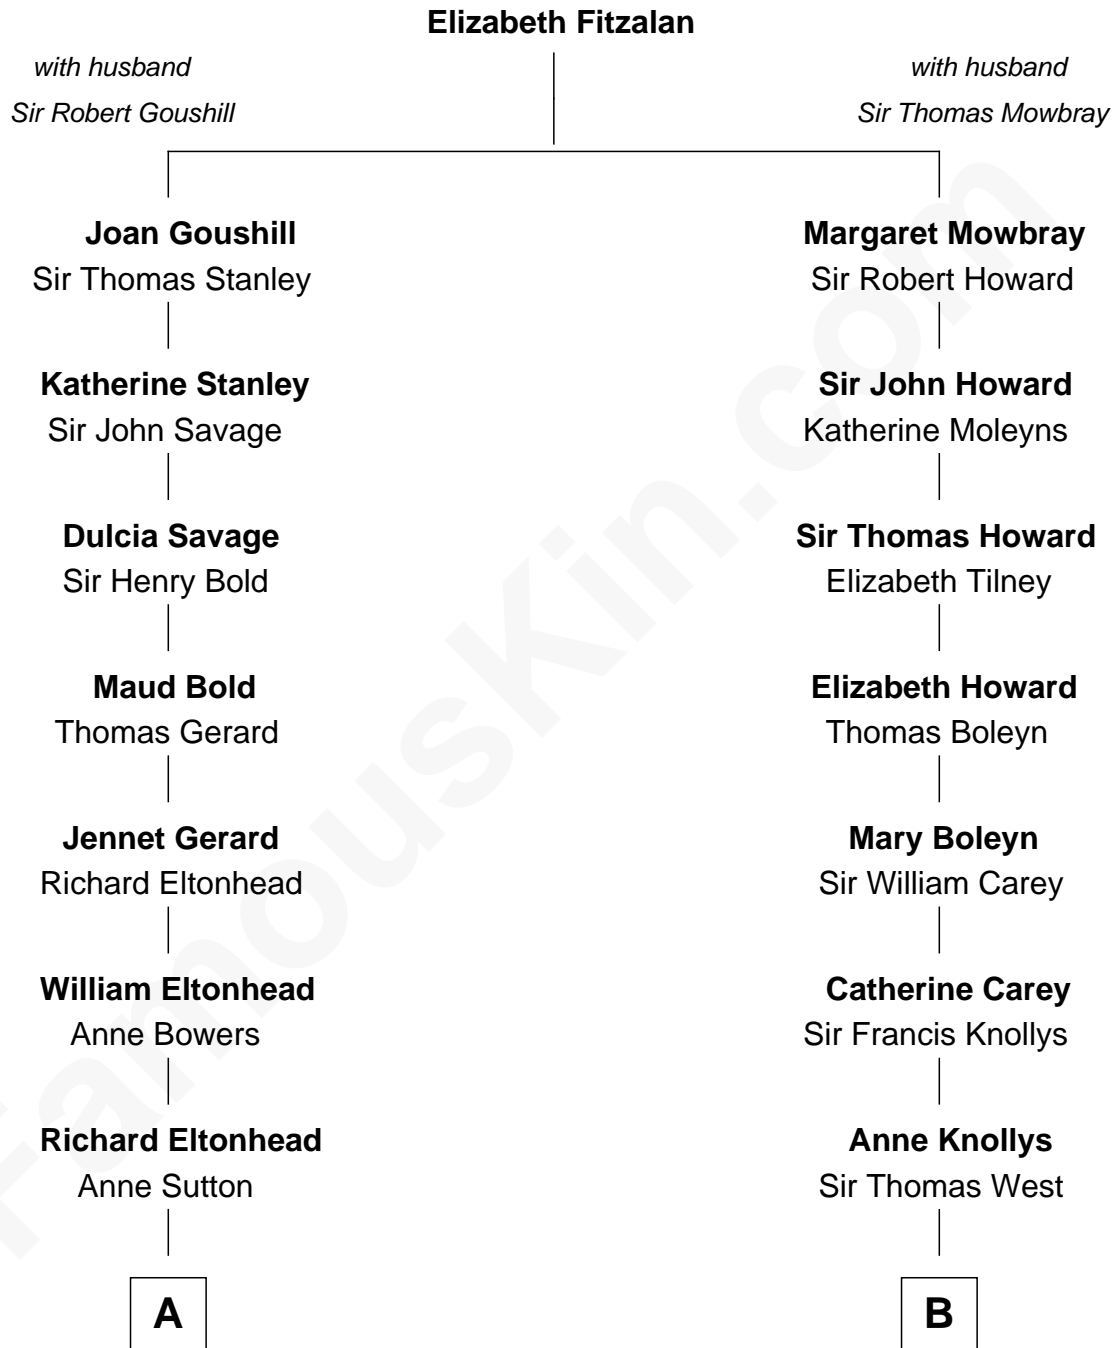 Elizabeth Fitzalan
with husband
Sir Robert Goushill
with husband
Sir Thomas Mowbray
Joan Goushill
Sir Thomas Stanley
Margaret Mowbray
Sir Robert Howard
Katherine Stanley
Sir John Savage
Sir John Howard
Katherine Moleyns
Dulcia Savage
Sir Henry Bold
Sir Thomas Howard
Elizabeth Tilney
Maud Bold
Thomas Gerard
Elizabeth Howard
Thomas Boleyn
Jennet Gerard
Richard Eltonhead
Mary Boleyn
Sir William Carey
William Eltonhead
Anne Bowers
Catherine Carey
Sir Francis Knollys
Richard Eltonhead
Anne Sutton
Anne Knollys
Sir Thomas West
A
B
FamousKin.com